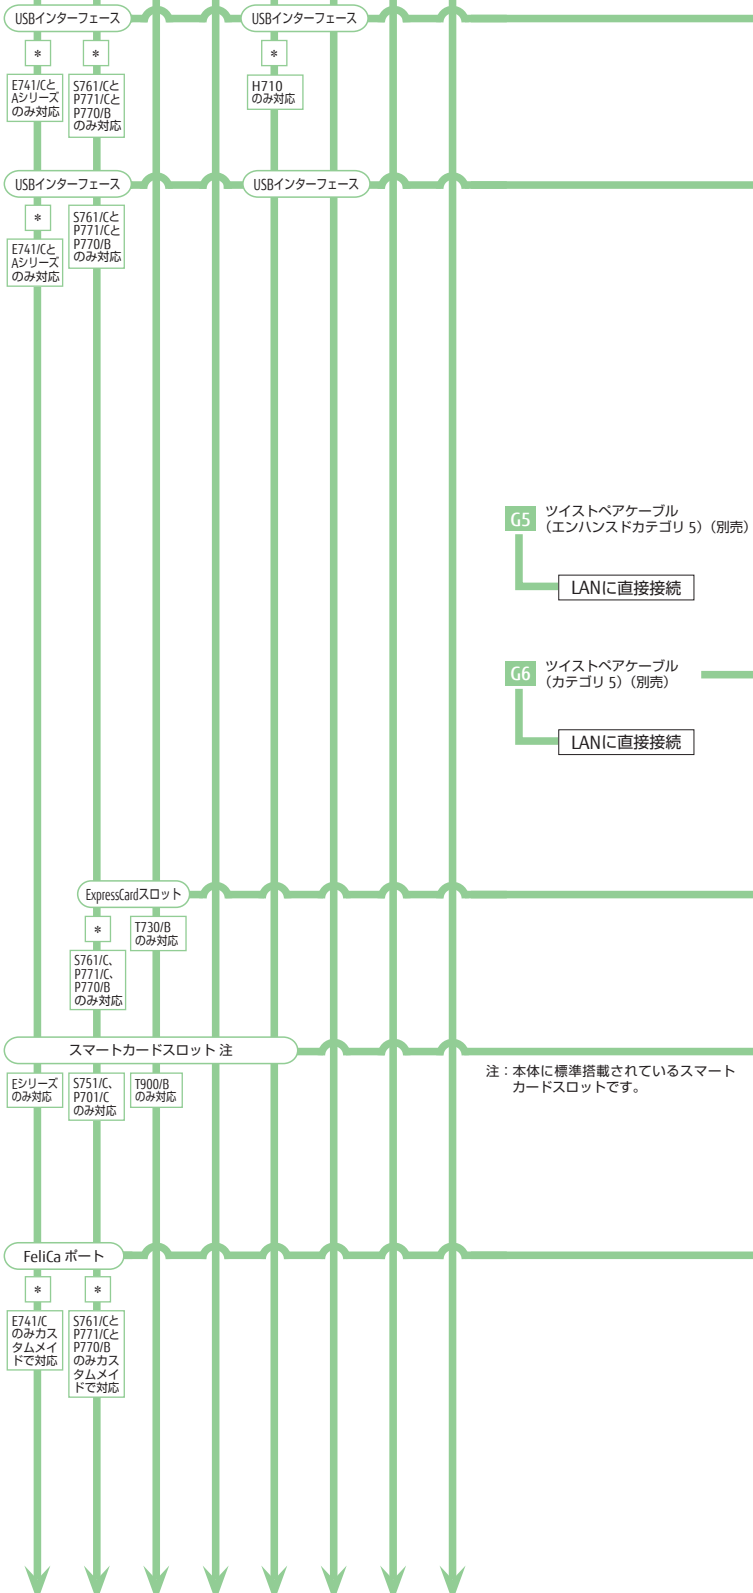 USBインターフェース
USBインターフェース
*
*
*
E741/Cと
Aシリーズ
のみ対応
S761/Cと
P771/Cと
P770/B
のみ対応
H710
のみ対応
USBインターフェース
USBインターフェース
*
E741/Cと
Aシリーズ
のみ対応
S761/Cと
P771/Cと
P770/B
のみ対応
G5
ツイストペアケーブル
（エンハンスドカテゴリ 5）（別売）
LANに直接接続
G6
ツイストペアケーブル
（カテゴリ 5）（別売）
LANに直接接続
ExpressCardスロット
*
S761/C、
P771/C、
P770/B
のみ対応
T730/B
のみ対応
スマートカードスロット 注
Eシリーズ
のみ対応
S751/C、
P701/C
のみ対応
T900/B
のみ対応
注：本体に標準搭載されているスマート
カードスロットです。
FeliCa ポート
*
*
E741/C
のみカス
タムメイ
ドで対応
S761/Cと
P771/Cと
P770/B
のみカス
タムメイ
ドで対応